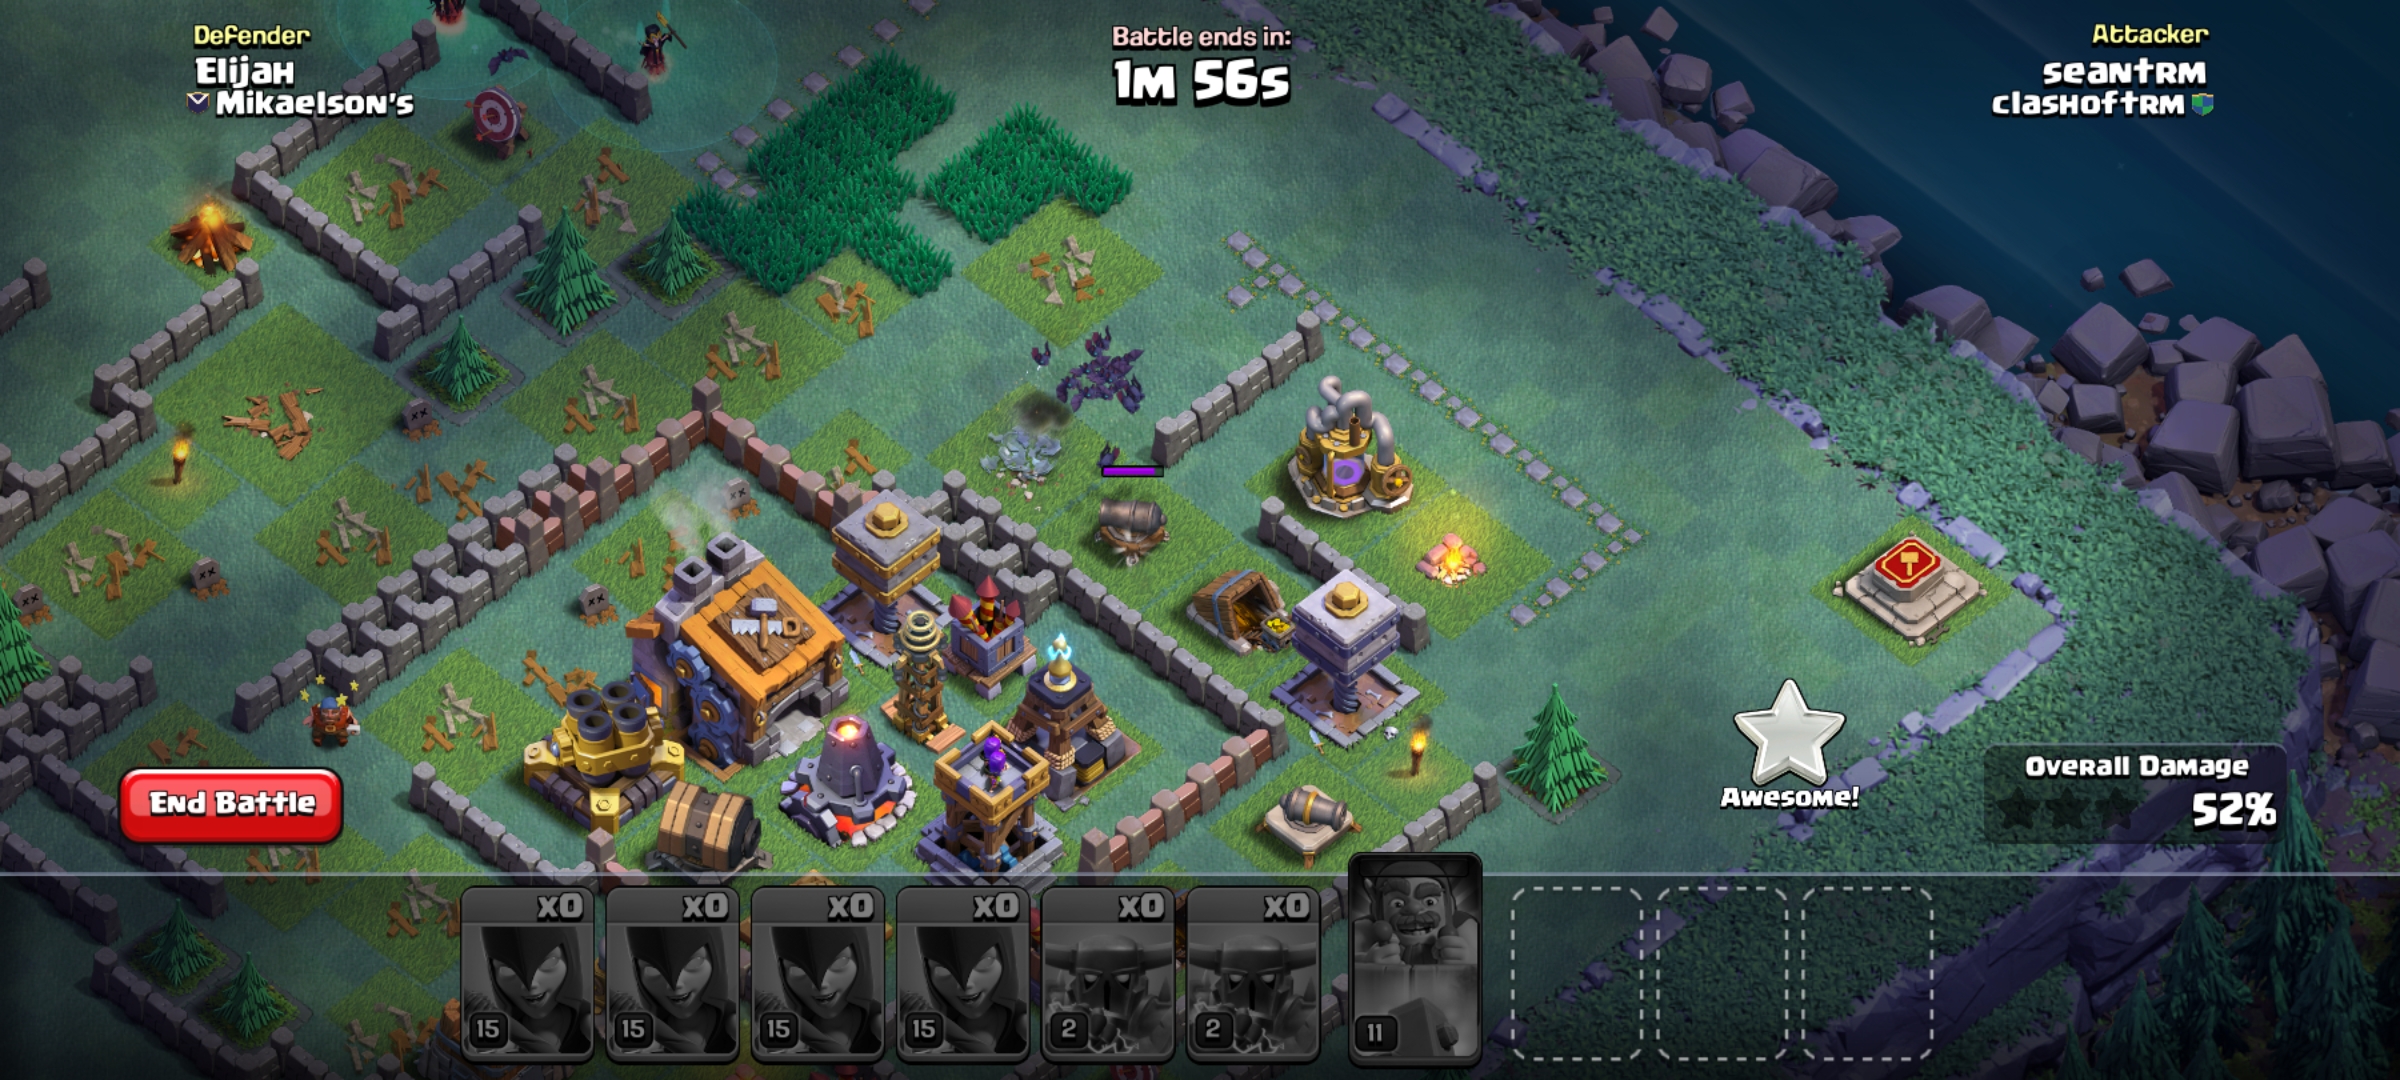 Defender
Elijah
Mikaelson's
Battle ends in:
1M 56s
Attacker
seantRM
clashoftRM
End Battle
Awesome!
Overall Damage
52%
x0 x0 x0 x0 x0 x0
15 15 15 15 2 2 11